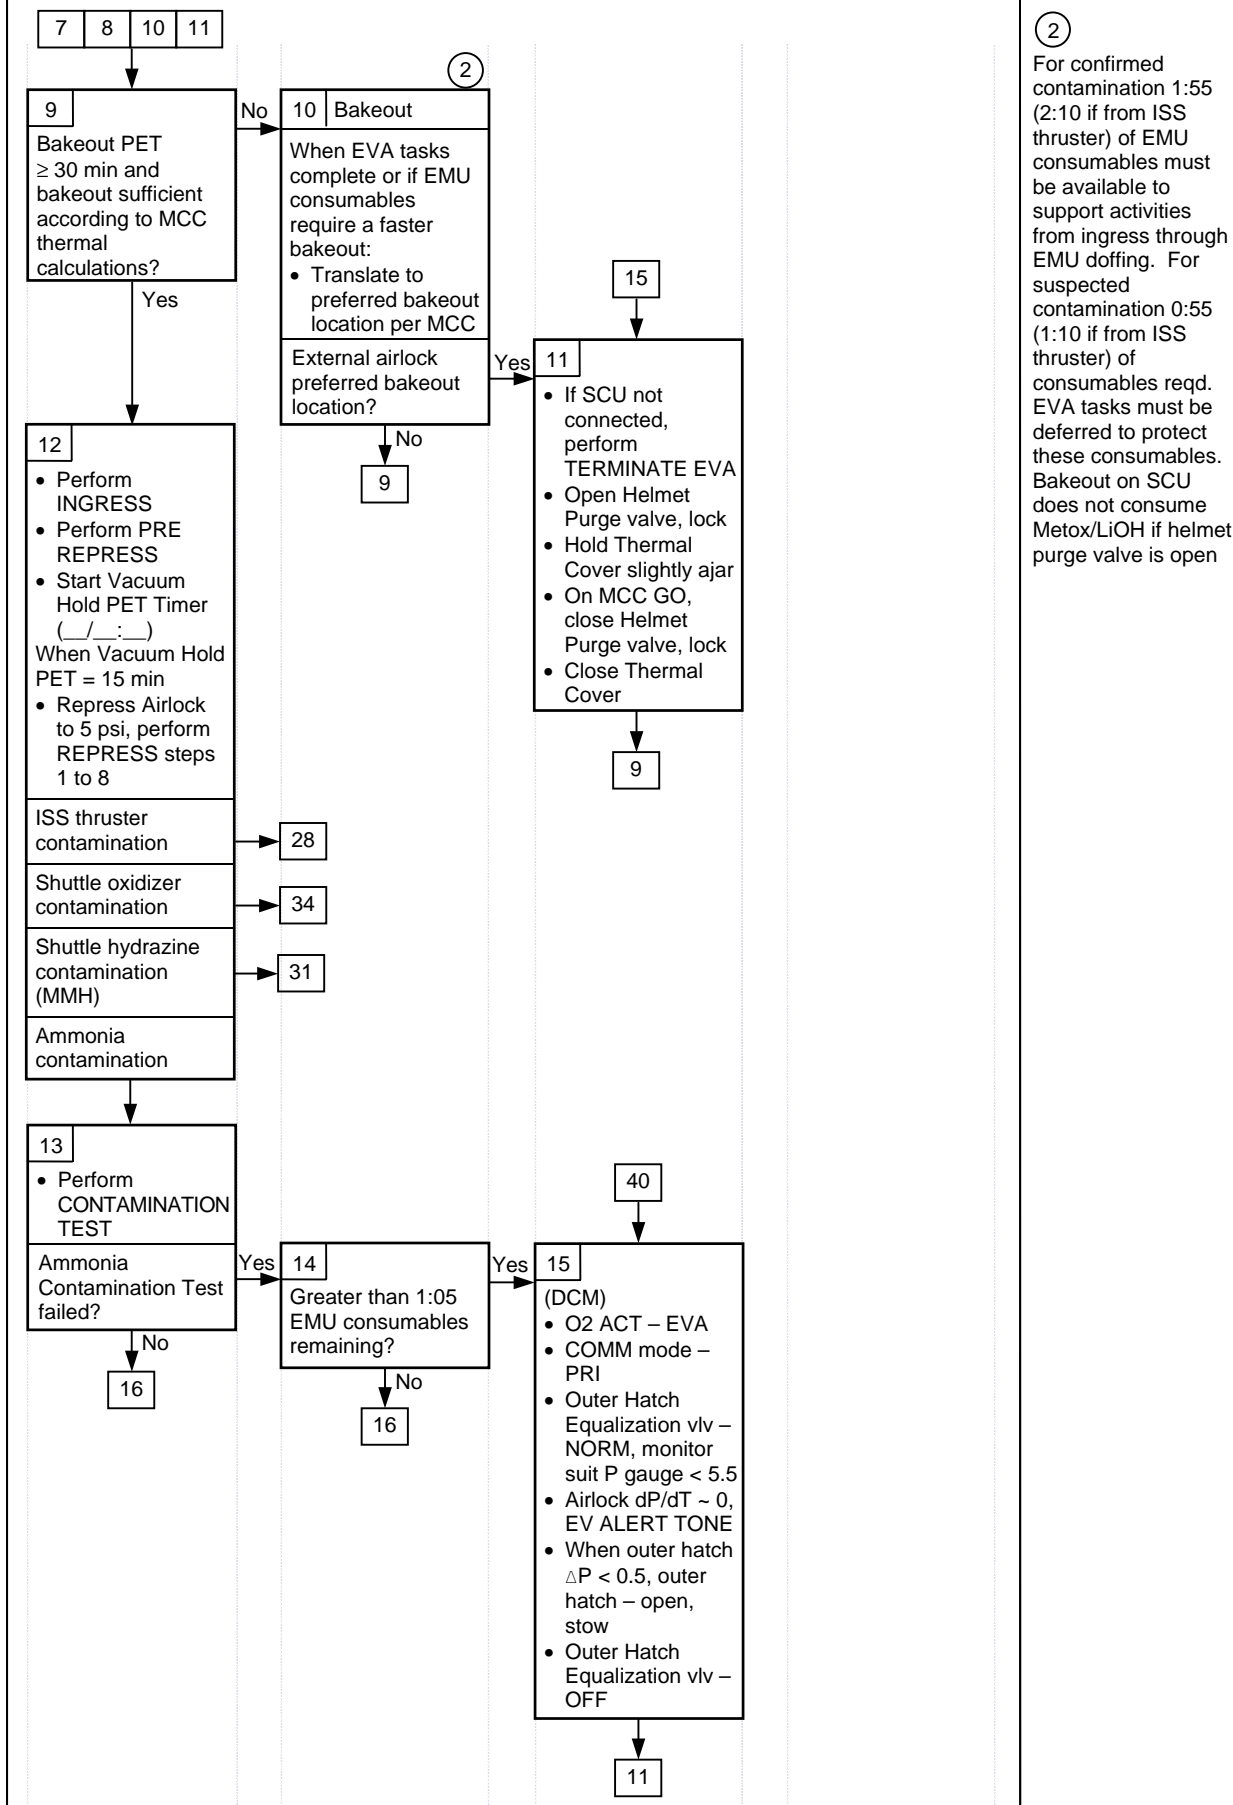 7 8 10 11
9
Bakeout PET
≥ 30 min and
bakeout sufficient
according to MCC
thermal
calculations?
No
Yes
2
10 Bakeout
When EVA tasks
complete or if EMU
consumables
require a faster
bakeout:
• Translate to
preferred bakeout
location per MCC
External airlock
preferred bakeout
location?
Yes
No
9
15
11
• If SCU not
connected,
perform
TERMINATE EVA
• Open Helmet
Purge valve, lock
• Hold Thermal
Cover slightly ajar
• On MCC GO,
close Helmet
Purge valve, lock
• Close Thermal
Cover
9
12
• Perform
INGRESS
• Perform PRE
REPRESS
• Start Vacuum
Hold PET Timer
(__/__:__)
When Vacuum Hold
PET = 15 min
• Repress Airlock
to 5 psi, perform
REPRESS steps
1 to 8
ISS thruster
contamination
28
Shuttle oxidizer
contamination
34
Shuttle hydrazine
contamination
(MMH)
31
Ammonia
contamination
13
• Perform
CONTAMINATION
TEST
Ammonia
Contamination Test
failed?
Yes
No
16
14
Greater than 1:05
EMU consumables
remaining?
Yes
No
16
40
15
(DCM)
• O2 ACT – EVA
• COMM mode –
PRI
• Outer Hatch
Equalization vlv –
NORM, monitor
suit P gauge < 5.5
• Airlock dP/dT ~ 0,
EV ALERT TONE
• When outer hatch
∆P < 0.5, outer
hatch – open,
stow
• Outer Hatch
Equalization vlv –
OFF
11
2
For confirmed
contamination 1:55
(2:10 if from ISS
thruster) of EMU
consumables must
be available to
support activities
from ingress through
EMU doffing. For
suspected
contamination 0:55
(1:10 if from ISS
thruster) of
consumables reqd.
EVA tasks must be
deferred to protect
these consumables.
Bakeout on SCU
does not consume
Metox/LiOH if helmet
purge valve is open